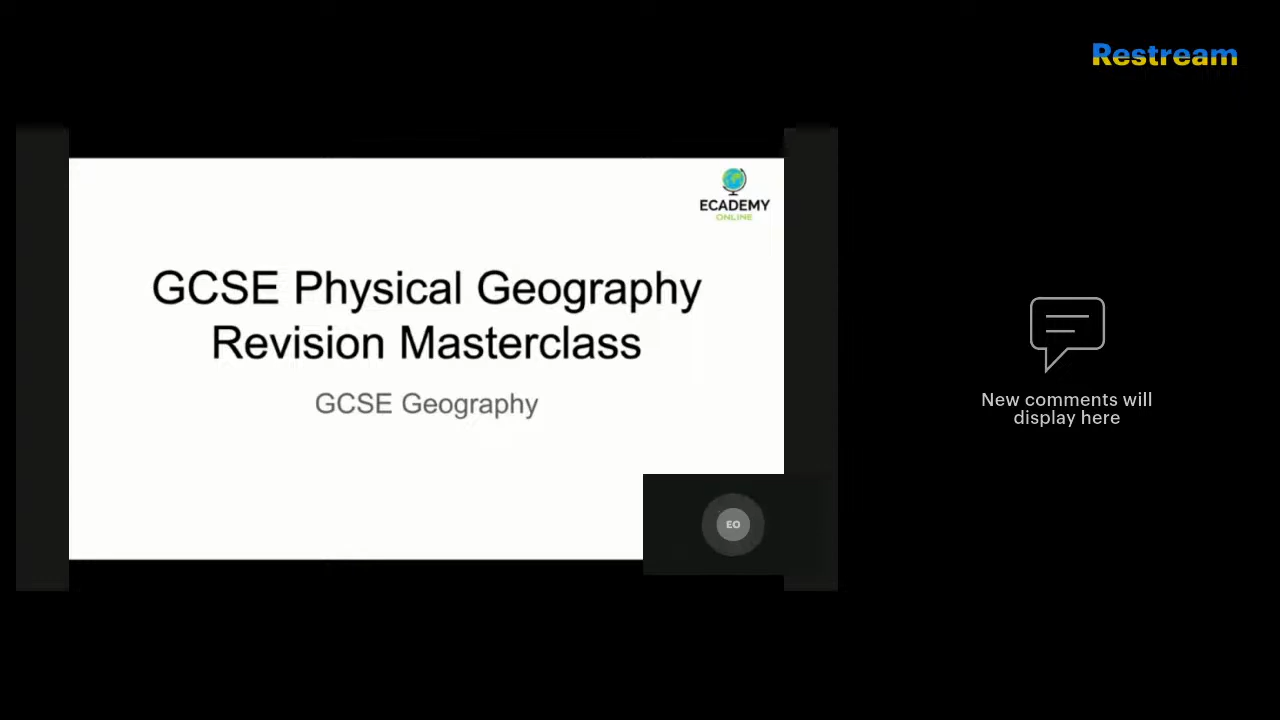 Restream
ECADEMY
ONLINE
GCSE Physical Geography
Revision Masterclass
GCSE Geography
EO
New comments will
display here